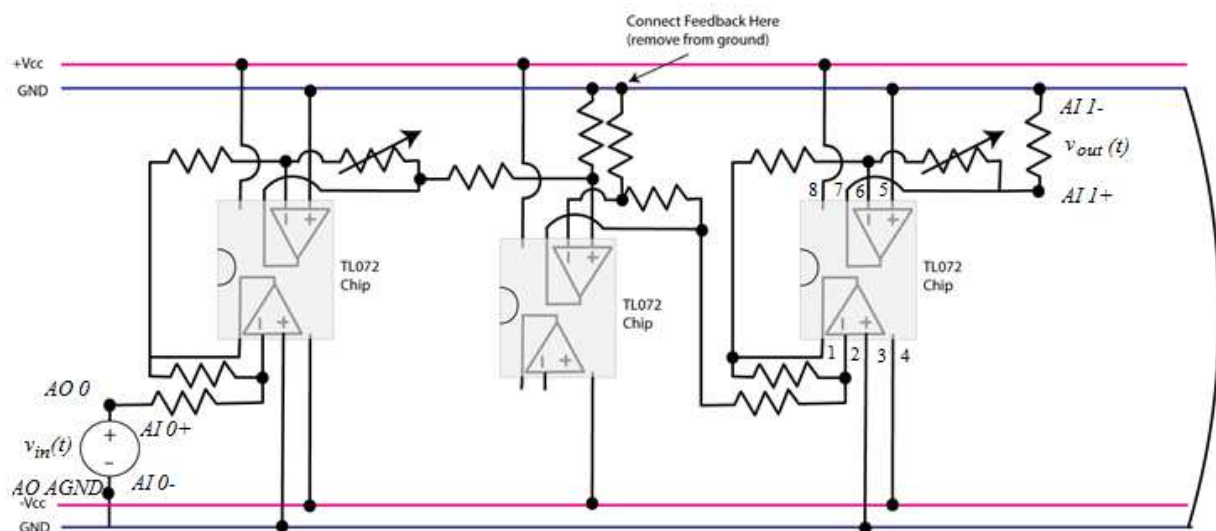 Connect Feedback Here
(remove from ground)
+Vcc
GND
AI 1-
v_out (t)
AI 1+
8 7 6 5
- +
- +
- +
TL072
Chip
TL072
Chip
TL072
Chip
- +
- +
- +
1 2 3 4
AO 0
+
AI 0+
v_in(t)
-
AI 0-
AO AGND
-Vcc
GND